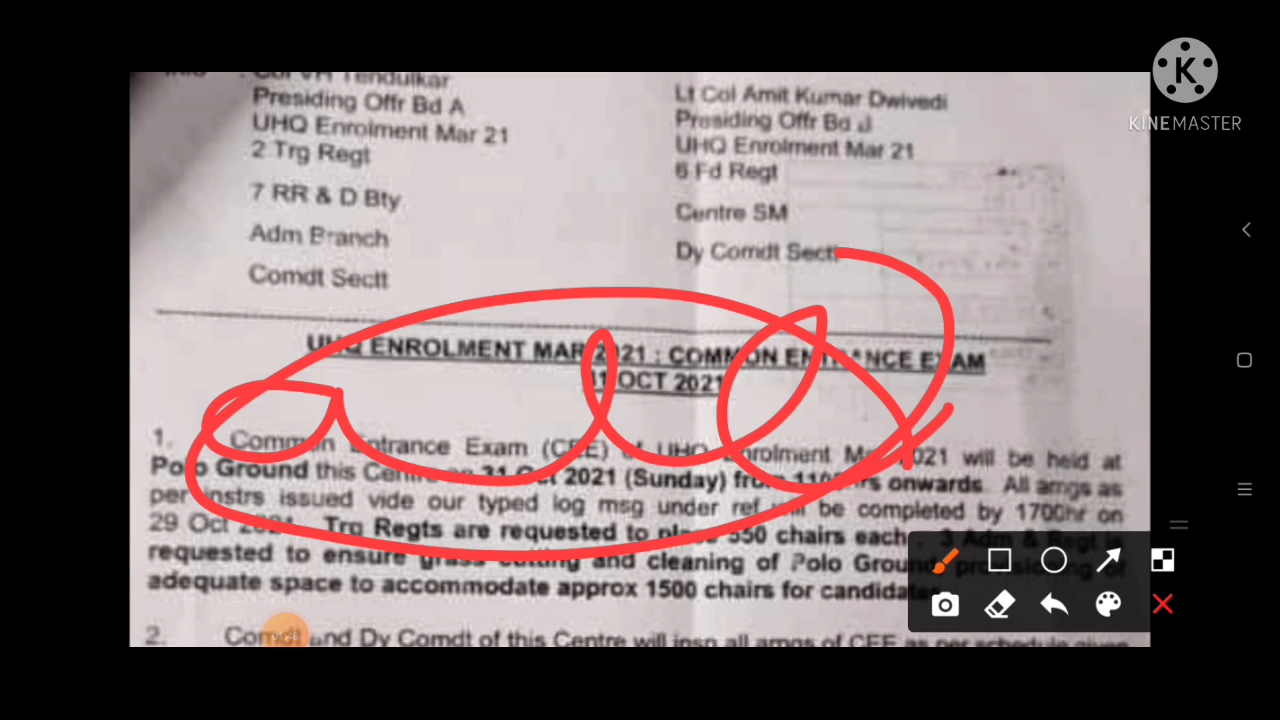 Col VH Tendulkar
Presiding Offr Bd A
UHQ Enrolment Mar 21
2 Trg Regt
7 RR & D Bty
Adm Branch
Comdt Sectt
Lt Col Amit Kumar Dwivedi
Presiding Offr Bd
UHQ Enrolment Mar 21
6 Fd Regt
Centre SM
Dy Comdt Sectt
UHQ ENROLMENT MAR 2021 : COMMON ENTRANCE EXAM
OCT 2021
1. Common Entrance Exam (CEE) of UHQ Enrolment Mar 2021 will be held at
Polo Ground this Centre on 31 Oct 2021 (Sunday) from 1100hrs onwards. All arngs as
per instrs issued vide our typed log msg under ref will be completed by 1700hr on
29 Oct 2021. Trg Regts are requested to place 550 chairs each. 3 Adm & Regt is
requested to ensure grass cutting and cleaning of Polo Ground, provisioning of
adequate space to accommodate approx 1500 chairs for candidates
2. Comdt and Dy Comdt of this Centre will insp all arngs of CEE as per schedule given
KINEMASTER